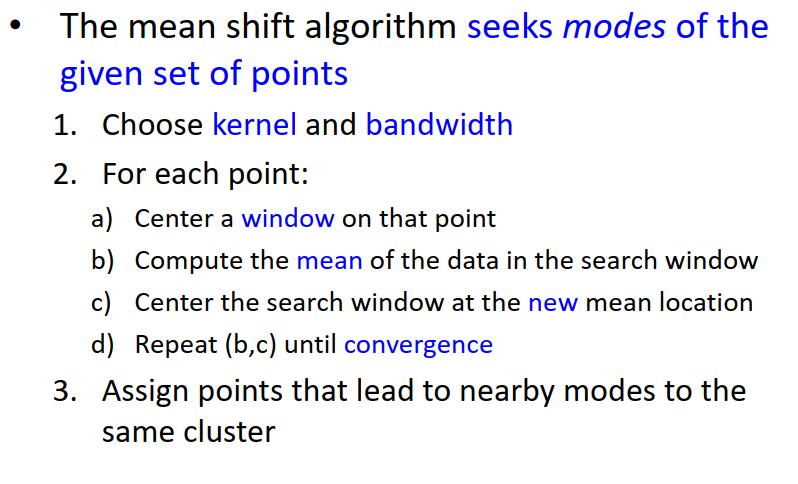 • The mean shift algorithm seeks modes of the
given set of points
1. Choose kernel and bandwidth
2. For each point:
a) Center a window on that point
b) Compute the mean of the data in the search window
c) Center the search window at the new mean location
d) Repeat (b,c) until convergence
3. Assign points that lead to nearby modes to the
same cluster